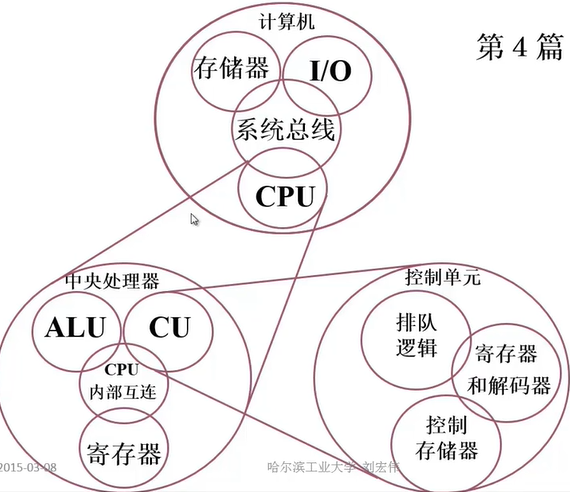 计算机
第 4 篇
存储器
I/O
系统总线
CPU
中央处理器
ALU
CU
CPU
内部互连
寄存器
控制单元
排队
逻辑
寄存器
和解码器
控制
存储器
2015-03-08
哈尔滨工业大学 刘宏伟